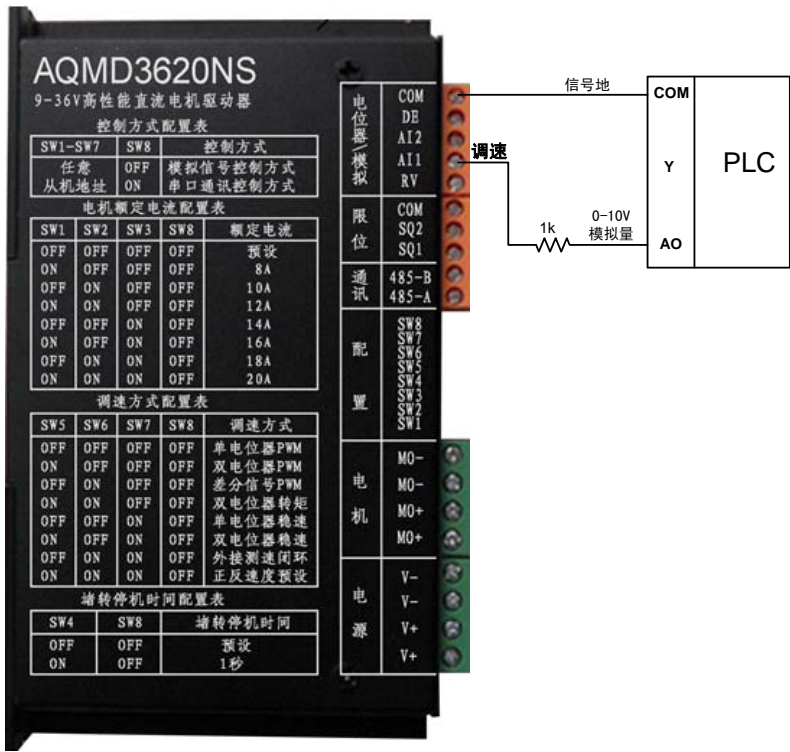 AQMD3620NS
9-36V高性能直流电机驱动器
控制方式配置表
SW1-SW7 SW8 控制方式
任意 OFF 模拟信号控制方式
从机地址 ON 串口通讯控制方式
电机额定电流配置表
SW1 SW2 SW3 SW8 额定电流
OFF OFF OFF OFF 预设
ON OFF OFF OFF 8A
OFF ON OFF OFF 10A
ON ON OFF OFF 12A
OFF OFF ON OFF 14A
ON OFF ON OFF 16A
OFF ON ON OFF 18A
ON ON ON OFF 20A
调速方式配置表
SW5 SW6 SW7 SW8 调速方式
OFF OFF OFF OFF 单电位器PWM
ON OFF OFF OFF 双电位器PWM
OFF ON OFF OFF 差分信号PWM
ON ON OFF OFF 双电位器转矩
OFF OFF ON OFF 单电位器稳速
ON OFF ON OFF 双电位器稳速
OFF ON ON OFF 外接测速闭环
ON ON ON OFF 正反速度预设
堵转停机时间配置表
SW4 SW8 堵转停机时间
OFF OFF 预设
ON OFF 1秒
电位器/模拟
COM
DE
AI2
AI1
RV
限位
COM
SQ2
SQ1
通讯
485-B
485-A
配置
SW8
SW7
SW6
SW5
SW4
SW3
SW2
SW1
电机
MO-
MO-
MO+
MO+
电源
V-
V-
V+
V+
信号地
调速
1k
0-10V
模拟量
COM
Y
AO
PLC